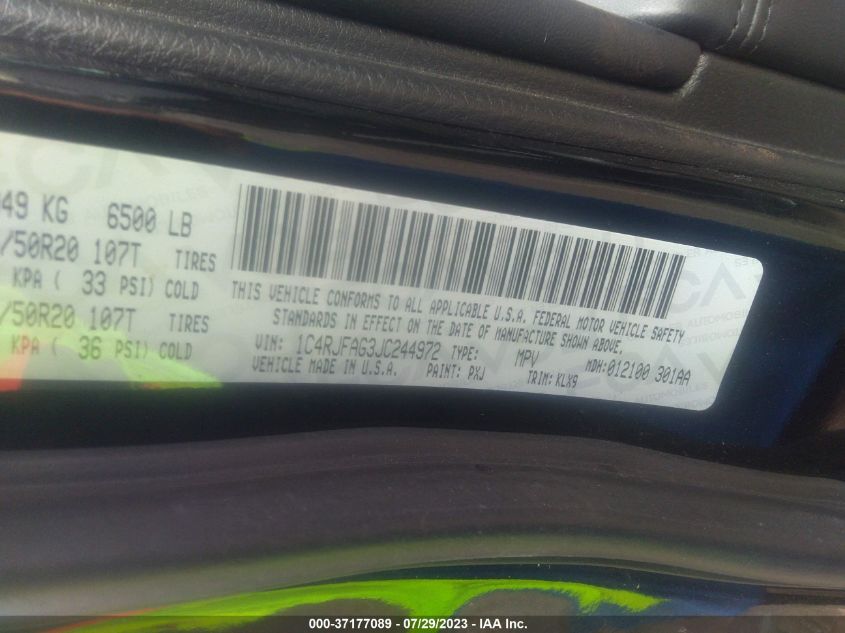 049 KG 6500 LB
/50R20 107T TIRES
KPA ( 33 PSI) COLD
/50R20 107T TIRES
KPA ( 36 PSI) COLD
THIS VEHICLE CONFORMS TO ALL APPLICABLE U.S.A. FEDERAL MOTOR VEHICLE SAFETY
STANDARDS IN EFFECT ON THE DATE OF MANUFACTURE SHOWN ABOVE.
VIN: 1C4RJFAG3JC244972 TYPE: MPV MDH:012100 301AA
VEHICLE MADE IN U.S.A. PAINT: PXJ TRIM: KLX9
000-37177089 - 07/29/2023 - IAA Inc.